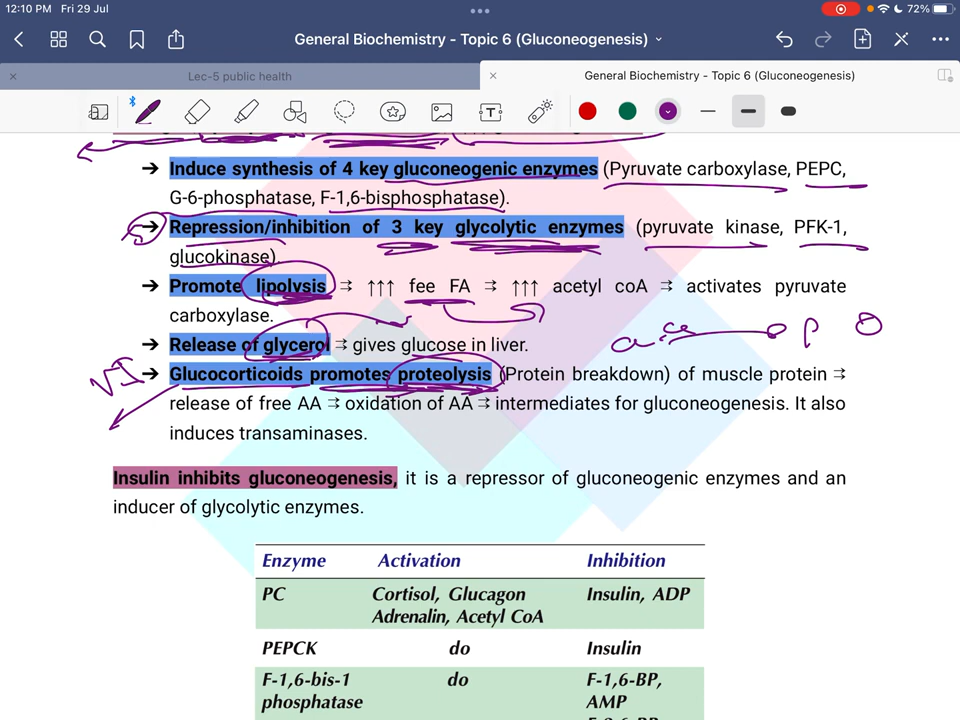 12:10 PM Fri 29 Jul
72%
General Biochemistry - Topic 6 (Gluconeogenesis)
Lec-5 public health
General Biochemistry - Topic 6 (Gluconeogenesis)
→ Induce synthesis of 4 key gluconeogenic enzymes (Pyruvate carboxylase, PEPC,
G-6-phosphatase, F-1,6-bisphosphatase).
→ Repression/inhibition of 3 key glycolytic enzymes (pyruvate kinase, PFK-1,
glucokinase).
→ Promote lipolysis ⇉ ↑↑↑ fee FA ⇉ ↑↑↑ acetyl coA ⇉ activates pyruvate
carboxylase.
→ Release of glycerol ⇉ gives glucose in liver.
→ Glucocorticoids promotes proteolysis (Protein breakdown) of muscle protein ⇉
release of free AA ⇉ oxidation of AA ⇉ intermediates for gluconeogenesis. It also
induces transaminases.
Insulin inhibits gluconeogenesis, it is a repressor of gluconeogenic enzymes and an
inducer of glycolytic enzymes.
Enzyme Activation Inhibition
PC Cortisol, Glucagon Insulin, ADP
Adrenalin, Acetyl CoA
PEPCK do Insulin
F-1,6-bis-1 do F-1,6-BP,
phosphatase AMP